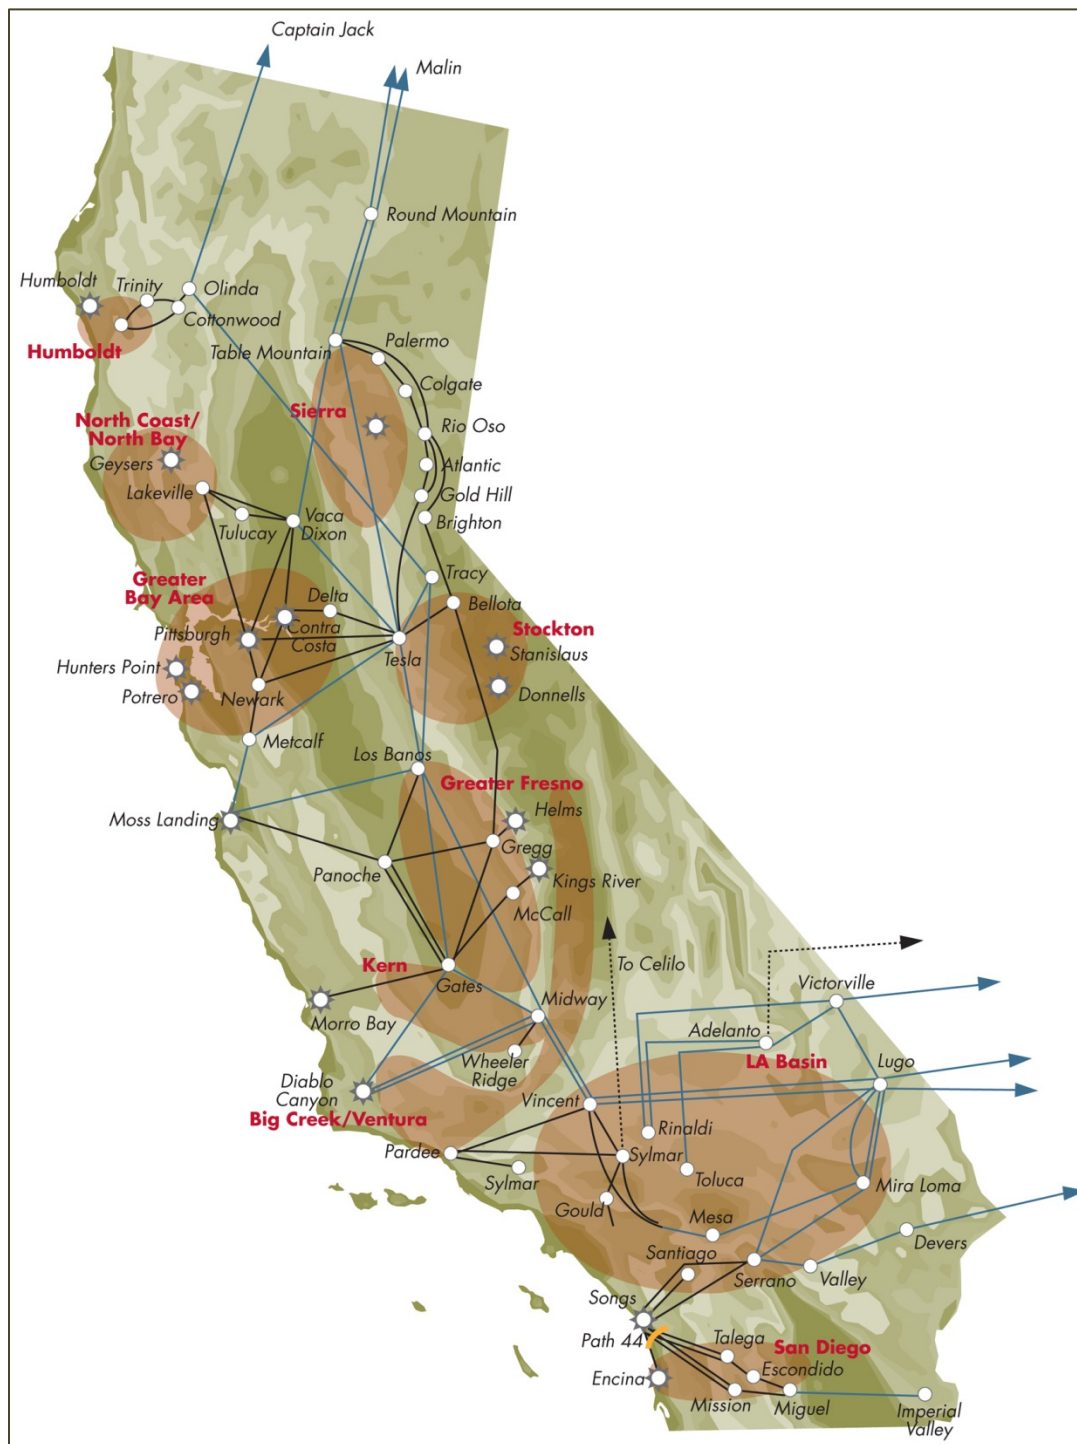 Captain Jack
Malin
Round Mountain
Humboldt
Trinity
Olinda
Cottonwood
Humboldt
Table Mountain
Palermo
Colgate
North Coast/
North Bay
Sierra
Rio Oso
Geysers
Atlantic
Lakeville
Gold Hill
Tulucay
Vaca
Dixon
Brighton
Greater
Bay Area
Tracy
Delta
Bellota
Pittsburgh
Contra
Costa
Stockton
Tesla
Stanislaus
Hunters Point
Potrero
Newark
Donnells
Metcalf
Los Banos
Greater Fresno
Moss Landing
Helms
Gregg
Panoche
Kings River
McCall
Kern
Gates
To Celilo
Morro Bay
Midway
Victorville
Adelanto
LA Basin
Wheeler
Ridge
Lugo
Diablo
Canyon
Big Creek/Ventura
Vincent
Rinaldi
Pardee
Sylmar
Sylmar
Toluca
Mira Loma
Gould
Mesa
Devers
Santiago
Serrano
Valley
Songs
Path 44
Talega
San Diego
Encina
Escondido
Mission
Miguel
Imperial
Valley